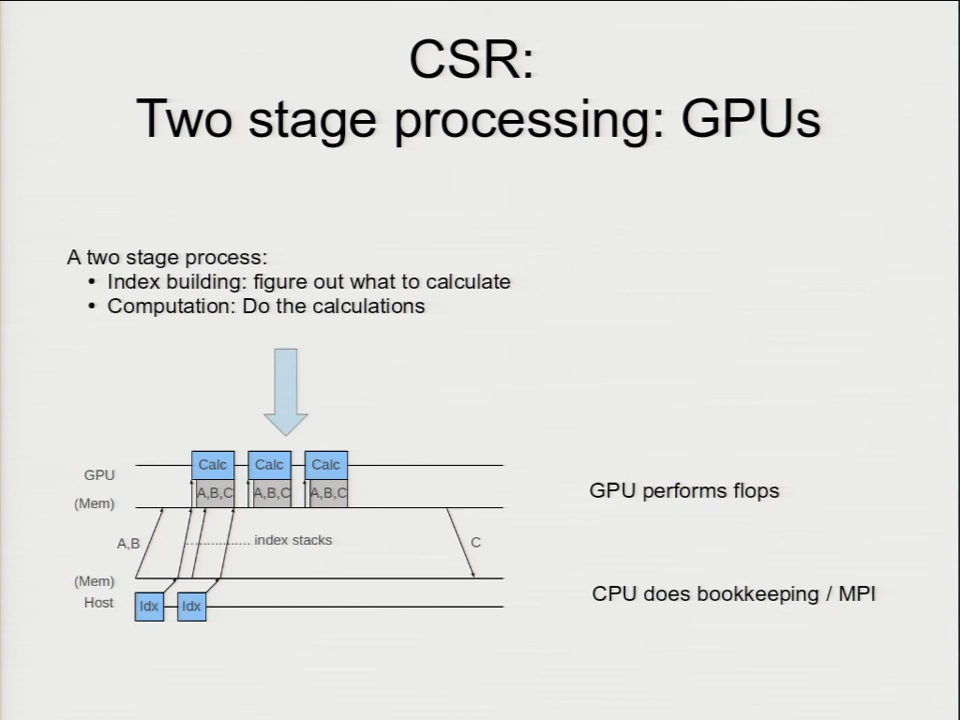 CSR:
Two stage processing: GPUs
A two stage process:
• Index building: figure out what to calculate
• Computation: Do the calculations
Calc Calc Calc
GPU
A,B,C A,B,C A,B,C
(Mem)
GPU performs flops
A,B
index stacks
C
(Mem)
Host
Idx Idx
CPU does bookkeeping / MPI